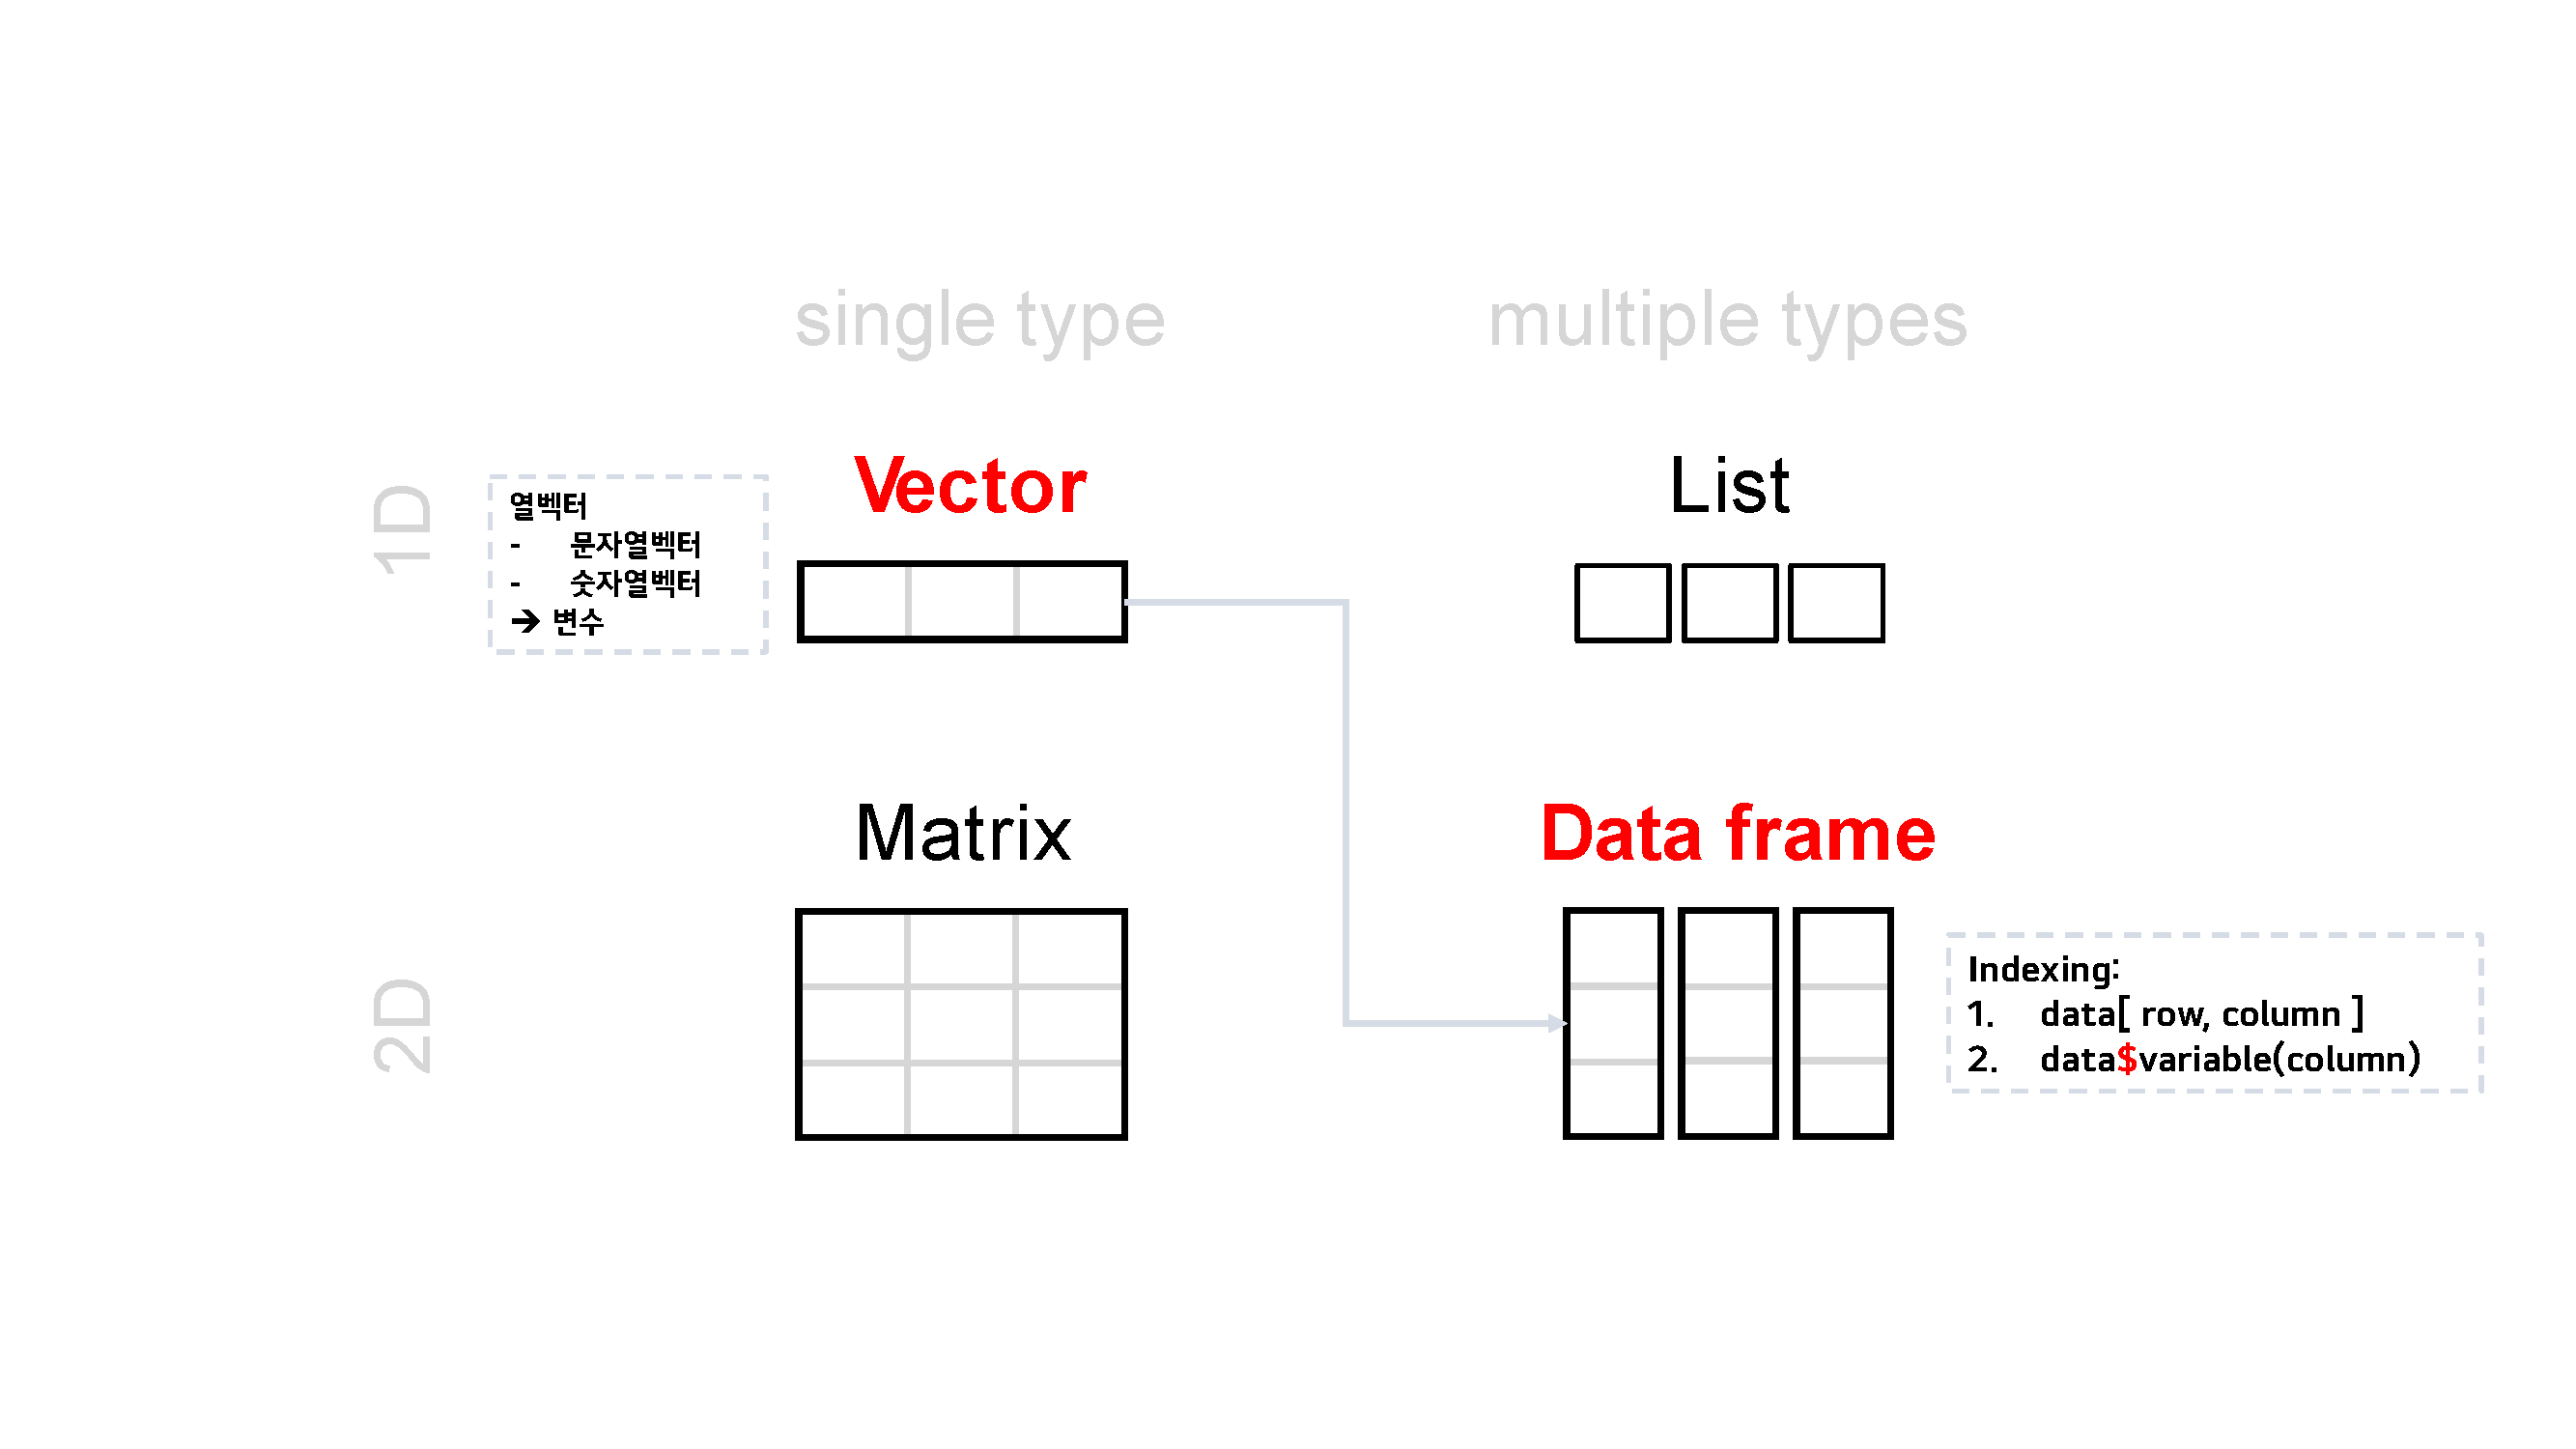 single type
multiple types
1D
열벡터
- 문자열벡터
- 숫자열벡터
➔ 변수
Vector
List
2D
Matrix
Data frame
Indexing:
1. data[ row, column ]
2. data$variable(column)